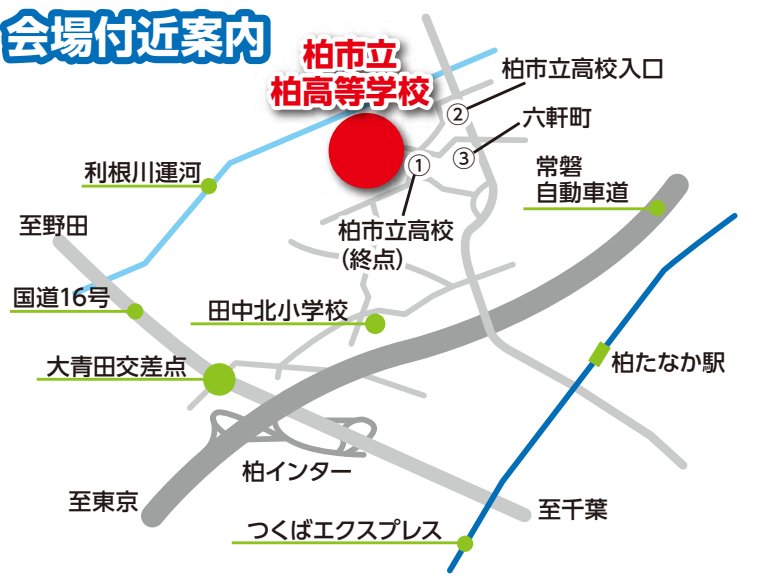 会場付近案内
柏市立
柏高等学校
柏市立高校入口
②
六軒町
①
③
常磐
自動車道
利根川運河
至野田
柏市立高校
（終点）
国道16号
田中北小学校
大青田交差点
柏たなか駅
柏インター
至東京
至千葉
つくばエクスプレス